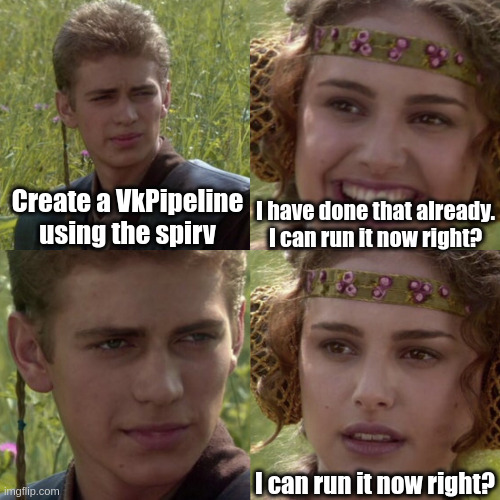 Create a VkPipeline
using the spirv
I have done that already.
I can run it now right?
I can run it now right?
imgflip.com